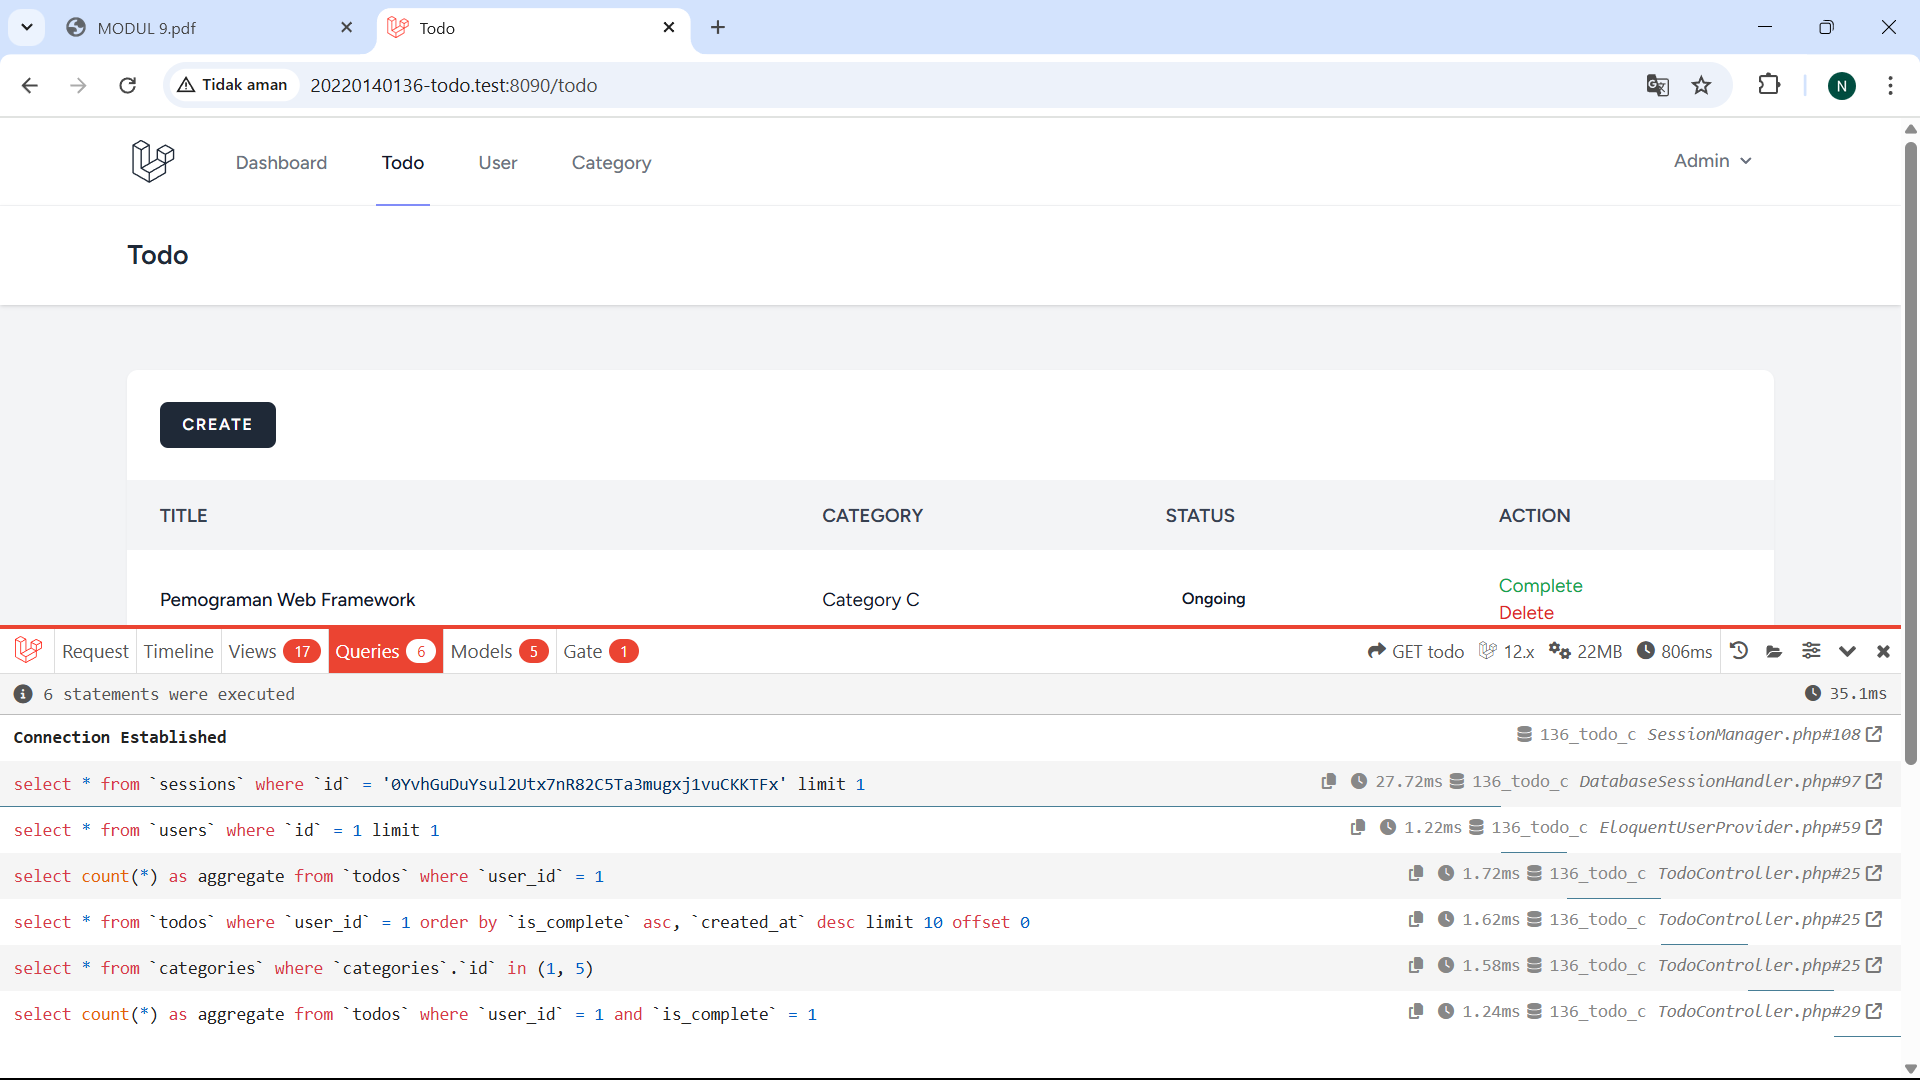 MODUL 9.pdf
Todo
Tidak aman
20220140136-todo.test:8090/todo
N
Dashboard Todo User Category
Admin
Todo
CREATE
TITLE CATEGORY STATUS ACTION
Pemograman Web Framework Category C Ongoing Complete
Delete
Request Timeline Views 17 Queries 6 Models 5 Gate 1 GET todo 12.x 22MB 806ms
6 statements were executed 35.1ms
Connection Established 136_todo_c SessionManager.php#108
select * from `sessions` where `id` = '0YvhGuDuYsul2Utx7nR82C5Ta3mugxj1vuCKKTFx' limit 1 27.72ms 136_todo_c DatabaseSessionHandler.php#97
select * from `users` where `id` = 1 limit 1 1.22ms 136_todo_c EloquentUserProvider.php#59
select count(*) as aggregate from `todos` where `user_id` = 1 1.72ms 136_todo_c TodoController.php#25
select * from `todos` where `user_id` = 1 order by `is_complete` asc, `created_at` desc limit 10 offset 0 1.62ms 136_todo_c TodoController.php#25
select * from `categories` where `categories`.`id` in (1, 5) 1.58ms 136_todo_c TodoController.php#25
select count(*) as aggregate from `todos` where `user_id` = 1 and `is_complete` = 1 1.24ms 136_todo_c TodoController.php#29